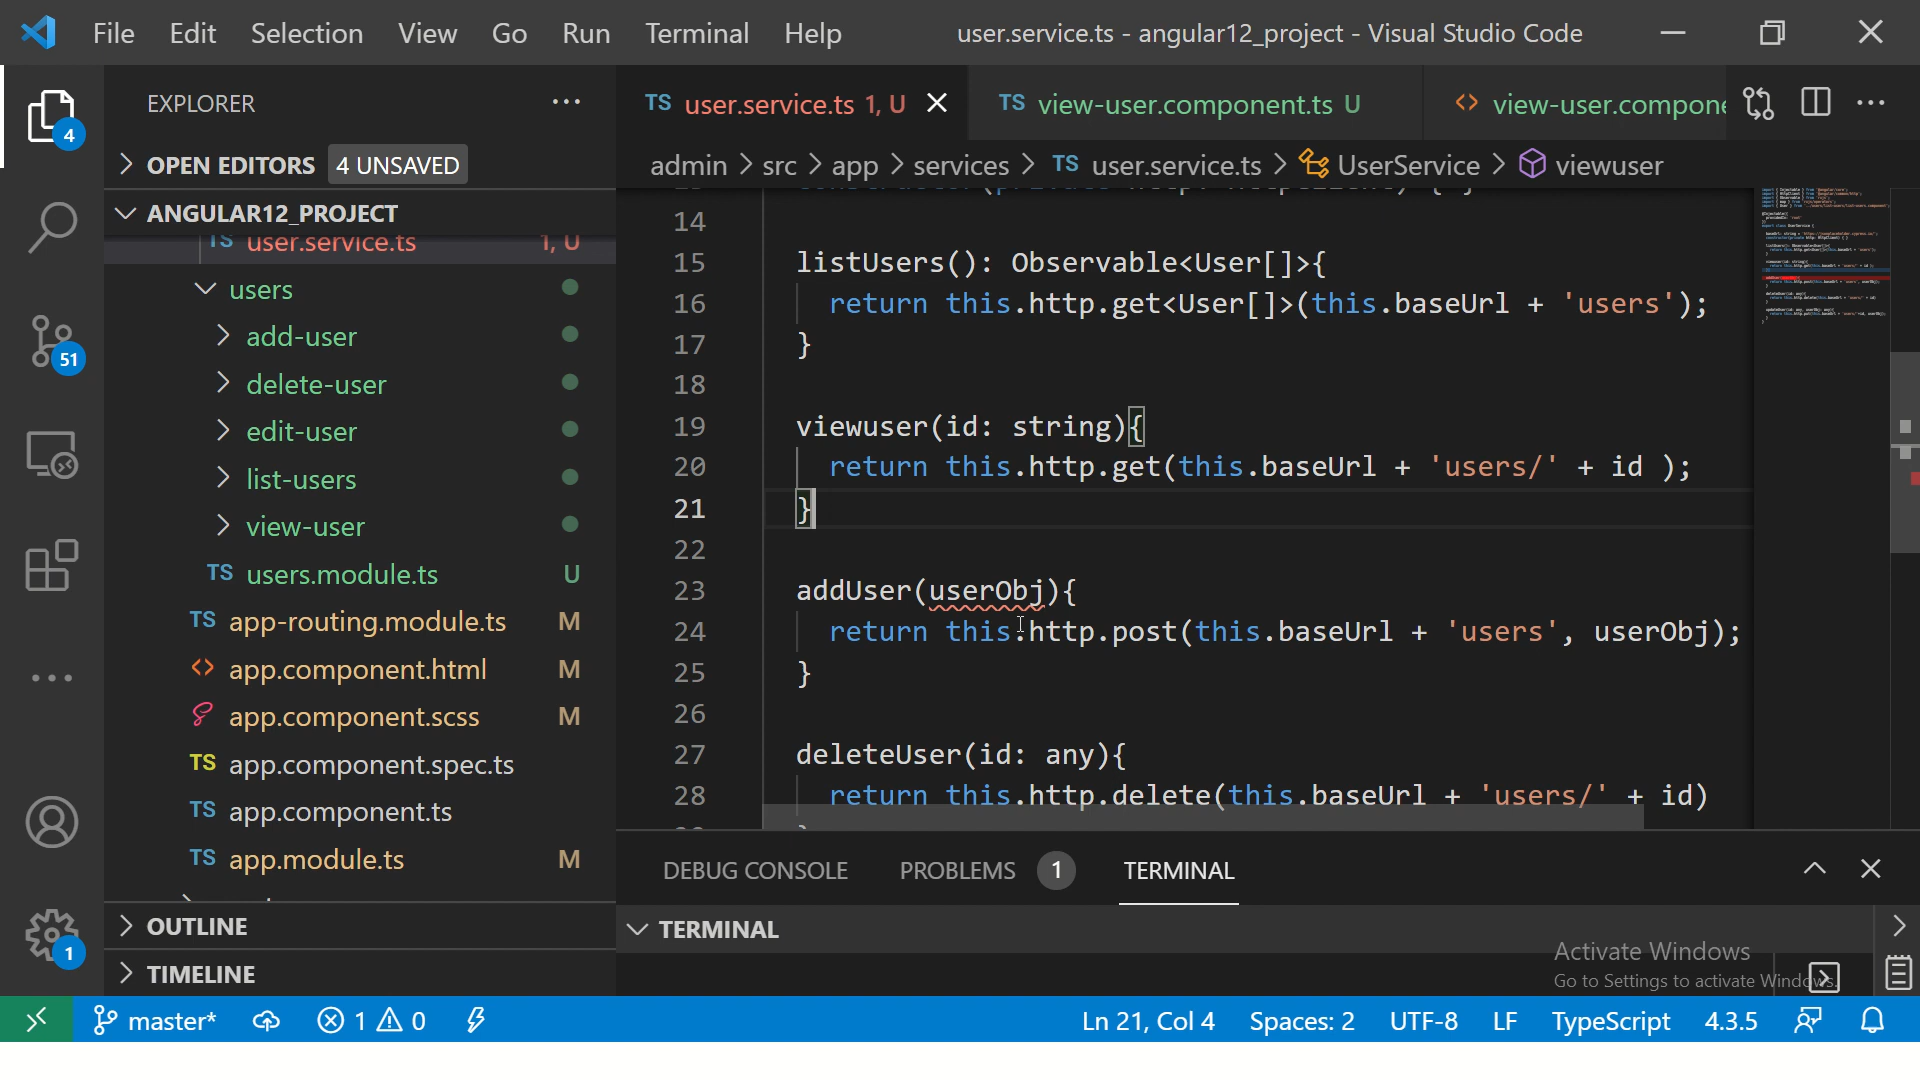 File Edit Selection View Go Run Terminal Help user.service.ts - angular12_project - Visual Studio Code
EXPLORER
TS user.service.ts 1, U
TS view-user.component.ts U
<> view-user.compone
OPEN EDITORS 4 UNSAVED
admin > src > app > services > TS user.service.ts > UserService > viewuser
ANGULAR12_PROJECT
TS user.service.ts 1, U
users
add-user
delete-user
edit-user
list-users
view-user
TS users.module.ts U
TS app-routing.module.ts M
<> app.component.html M
app.component.scss M
TS app.component.spec.ts
TS app.component.ts
TS app.module.ts M
OUTLINE
TIMELINE
4
51
1
14
15 listUsers(): Observable<User[]>{
16 return this.http.get<User[]>(this.baseUrl + 'users');
17 }
18
19 viewuser(id: string){
20 return this.http.get(this.baseUrl + 'users/' + id );
21 }
22
23 addUser(userObj){
24 return this.http.post(this.baseUrl + 'users', userObj);
25 }
26
27 deleteUser(id: any){
28 return this.http.delete(this.baseUrl + 'users/' + id)
DEBUG CONSOLE PROBLEMS 1 TERMINAL
TERMINAL
Activate Windows
Go to Settings to activate Windows.
master* 1 0 Ln 21, Col 4 Spaces: 2 UTF-8 LF TypeScript 4.3.5